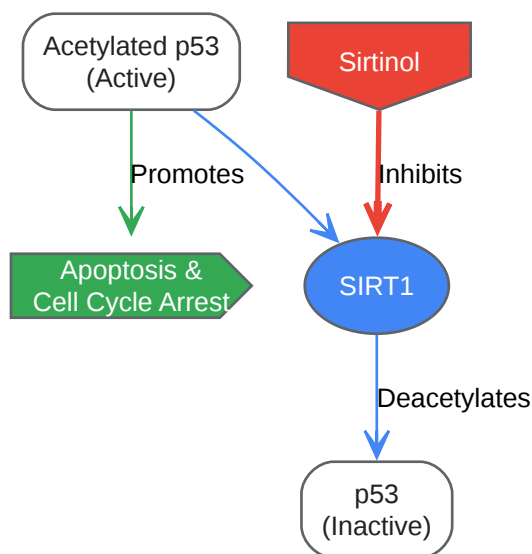 Acetylated p53
(Active)
Sirtinol
Promotes
Inhibits
Apoptosis &
Cell Cycle Arrest
SIRT1
Deacetylates
p53
(Inactive)